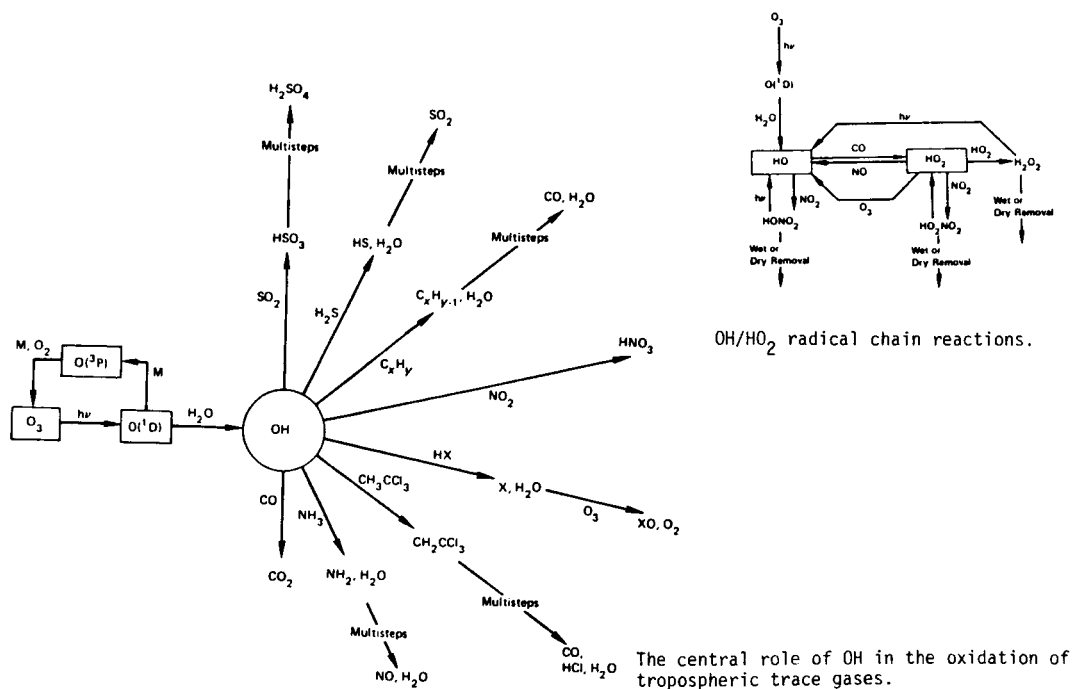 H₂SO₄
Multisteps
HSO₃
SO₂
SO₂
Multisteps
HS, H₂O
H₂S
CO, H₂O
Multisteps
CₓHᵧ₋₁, H₂O
CₓHᵧ
HNO₃
NO₂
M, O₂
O(³P)
M
O₃
hν
O(¹D)
H₂O
OH
HX
X, H₂O
O₃
XO, O₂
CH₃CCl₃
CH₂CCl₃
Multisteps
CO,
HCl, H₂O
NH₃
NH₂, H₂O
Multisteps
NO, H₂O
CO
CO₂
The central role of OH in the oxidation of
tropospheric trace gases.
O₃
hν
O(¹D)
H₂O
hν
HO
CO
NO
HO₂
HO₂
H₂O₂
hν
NO₂
O₃
NO₂
HONO₂
HO₂NO₂
Wet or
Dry Removal
Wet or
Dry Removal
Wet or
Dry Removal
OH/HO₂ radical chain reactions.